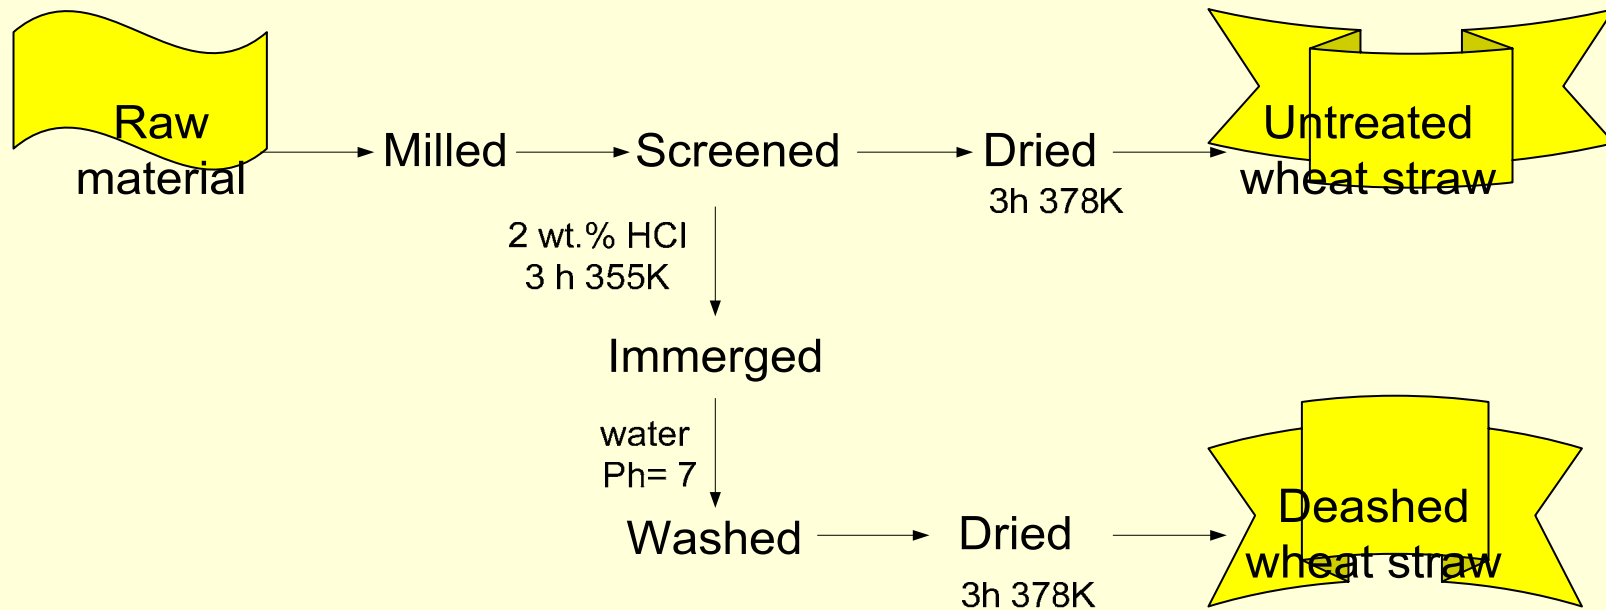 Raw
material
Milled
Screened
Dried
3h 378K
Untreated
wheat straw
2 wt.% HCl
3 h 355K
Immerged
water
Ph= 7
Washed
Dried
3h 378K
Deashed
wheat straw